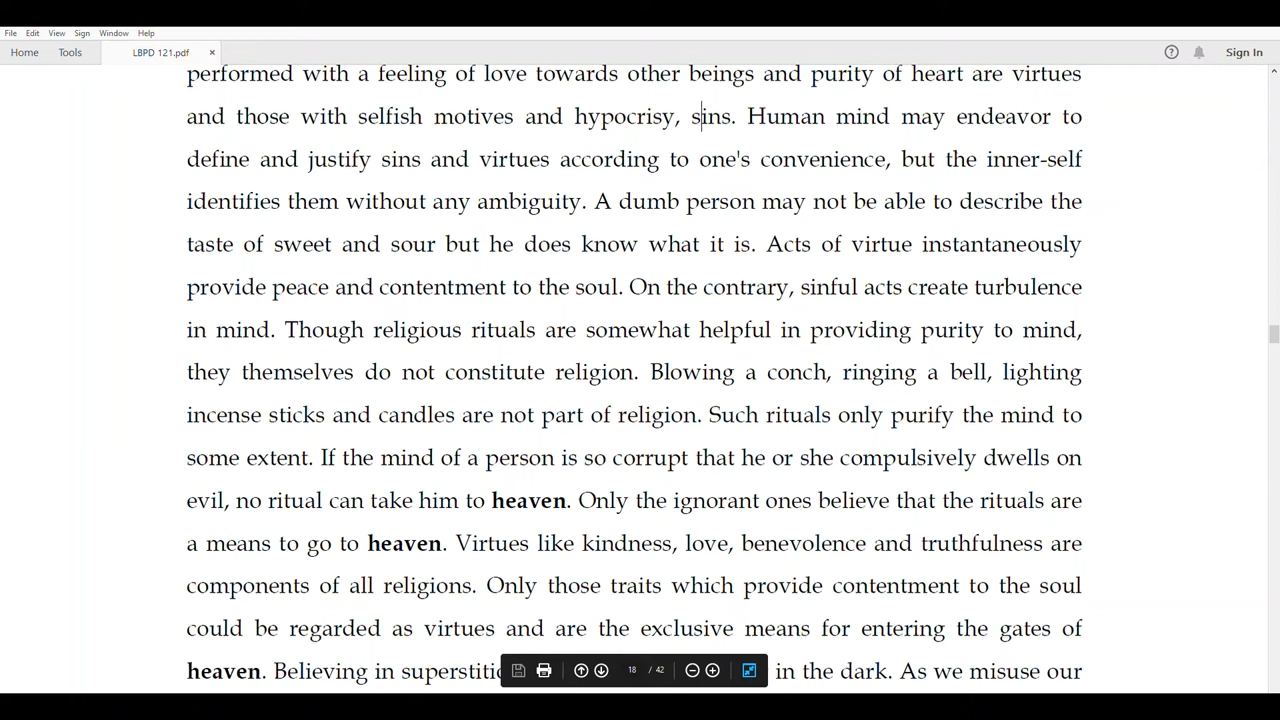 File Edit View Sign Window Help
Home Tools LBPD 121.pdf × ? Sign In
performed with a feeling of love towards other beings and purity of heart are virtues
and those with selfish motives and hypocrisy, sins. Human mind may endeavor to
define and justify sins and virtues according to one's convenience, but the inner-self
identifies them without any ambiguity. A dumb person may not be able to describe the
taste of sweet and sour but he does know what it is. Acts of virtue instantaneously
provide peace and contentment to the soul. On the contrary, sinful acts create turbulence
in mind. Though religious rituals are somewhat helpful in providing purity to mind,
they themselves do not constitute religion. Blowing a conch, ringing a bell, lighting
incense sticks and candles are not part of religion. Such rituals only purify the mind to
some extent. If the mind of a person is so corrupt that he or she compulsively dwells on
evil, no ritual can take him to heaven. Only the ignorant ones believe that the rituals are
a means to go to heaven. Virtues like kindness, love, benevolence and truthfulness are
components of all religions. Only those traits which provide contentment to the soul
could be regarded as virtues and are the exclusive means for entering the gates of
heaven. Believing in in the dark. As we misuse our
18 / 42